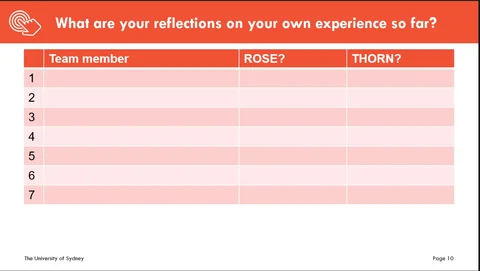 What are your reflections on your own experience so far?
Team member ROSE? THORN?
1
2
3
4
5
6
7
The University of Sydney Page 10